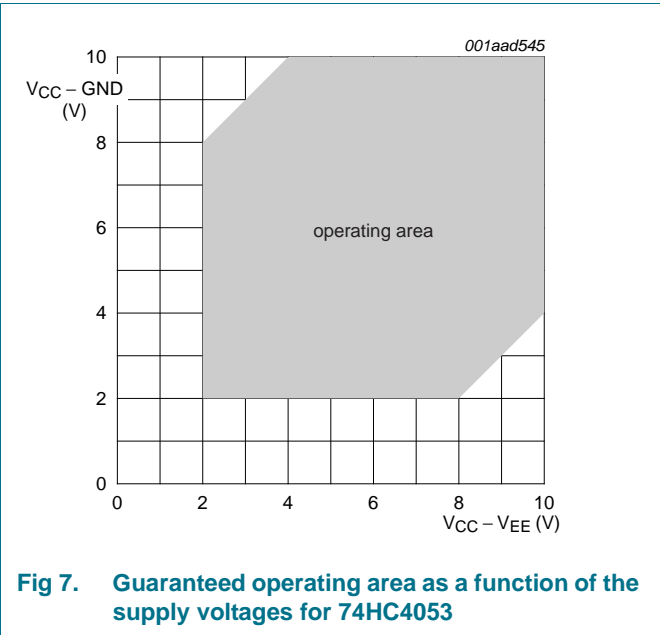 001aad545
10
VCC – GND
(V)
8
6
operating area
4
2
0
0 2 4 6 8 10
VCC – VEE (V)
Fig 7. Guaranteed operating area as a function of the
supply voltages for 74HC4053